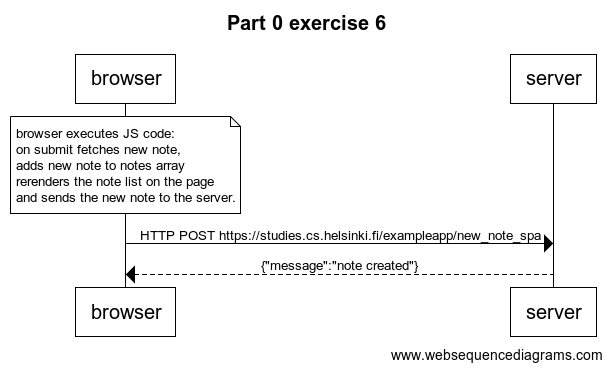 Part 0 exercise 6
browser
server
browser executes JS code:
on submit fetches new note,
adds new note to notes array
rerenders the note list on the page
and sends the new note to the server.
HTTP POST https://studies.cs.helsinki.fi/exampleapp/new_note_spa
{"message":"note created"}
browser
server
www.websequencediagrams.com